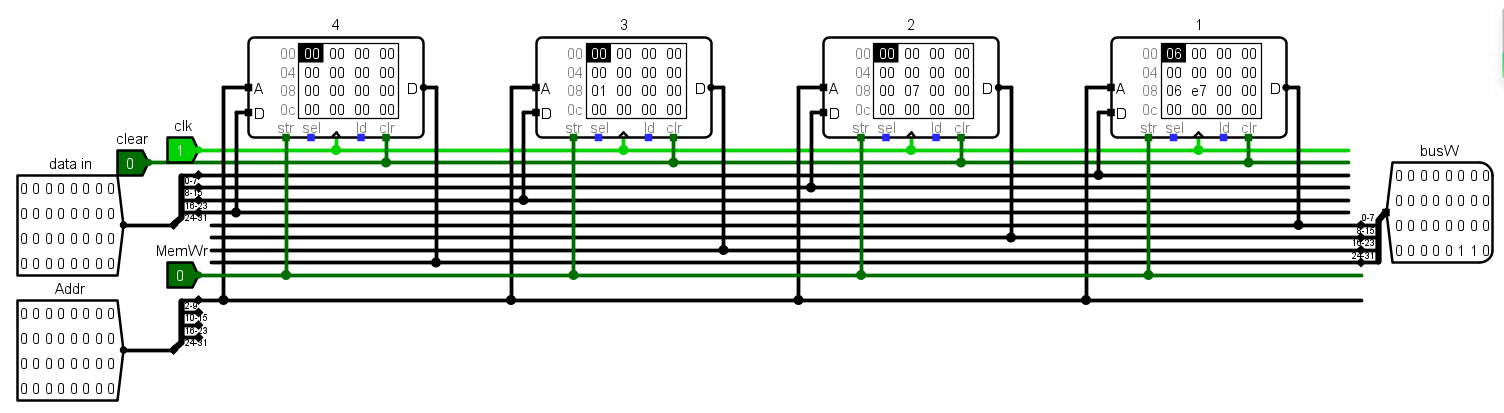 4 3 2 1
00 00 00 00 00 00 00 00 00 00 00 00 00 00 00 00 06 00 00 00
04 00 00 00 00 00 00 00 00 00 00 00 00 00 00
08 00 00 00 00 08 01 00 00 00 08 00 07 00 00 08 06 e7 00 00
0c 00 00 00 00 0c 00 00 00 00 0c 00 00 00 00 0c 00 00 00 00
A D A D A D A D
D D D D
str sel ld clr str sel ld clr str sel ld clr str sel ld clr
clk
1
clear
0
data in
0 0 0 0 0 0 0 0
0 0 0 0 0 0 0 0
0 0 0 0 0 0 0 0
0 0 0 0 0 0 0 0
0-7
8-15
16-23
24-31
MemWr
0
Addr
0 0 0 0 0 0 0 0
0 0 0 0 0 0 0 0
0 0 0 0 0 0 0 0
0 0 0 0 0 0 0 0
2-9
10-15
16-23
24-31
busW
0 0 0 0 0 0 0 0
0 0 0 0 0 0 0 0
0 0 0 0 0 0 0 0
0 0 0 0 0 1 1 0
0-7
8-15
16-23
24-31